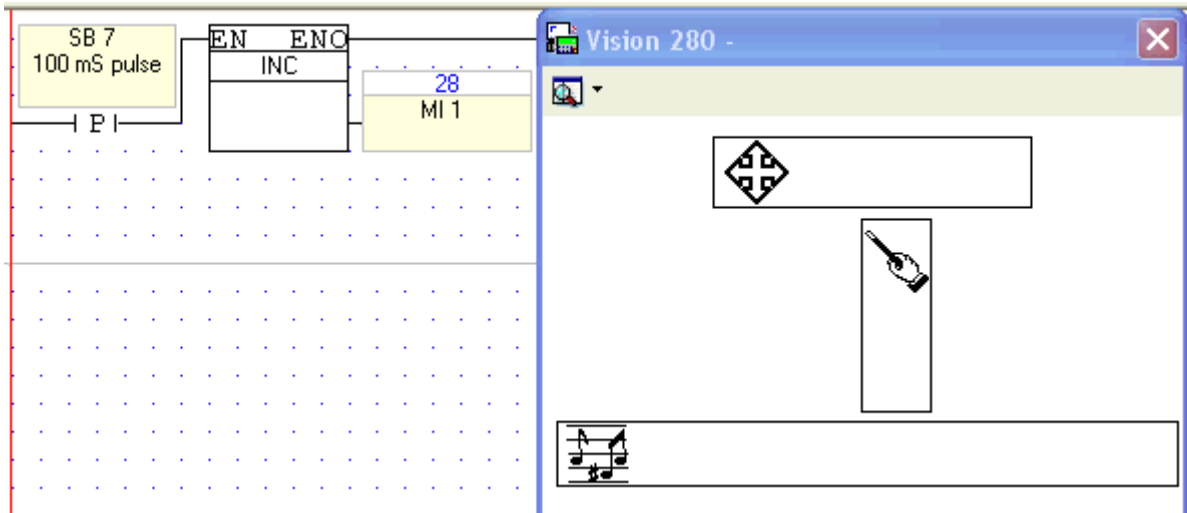 SB 7
100 mS pulse
P
EN ENO
INC
28
MI 1
Vision 280 -